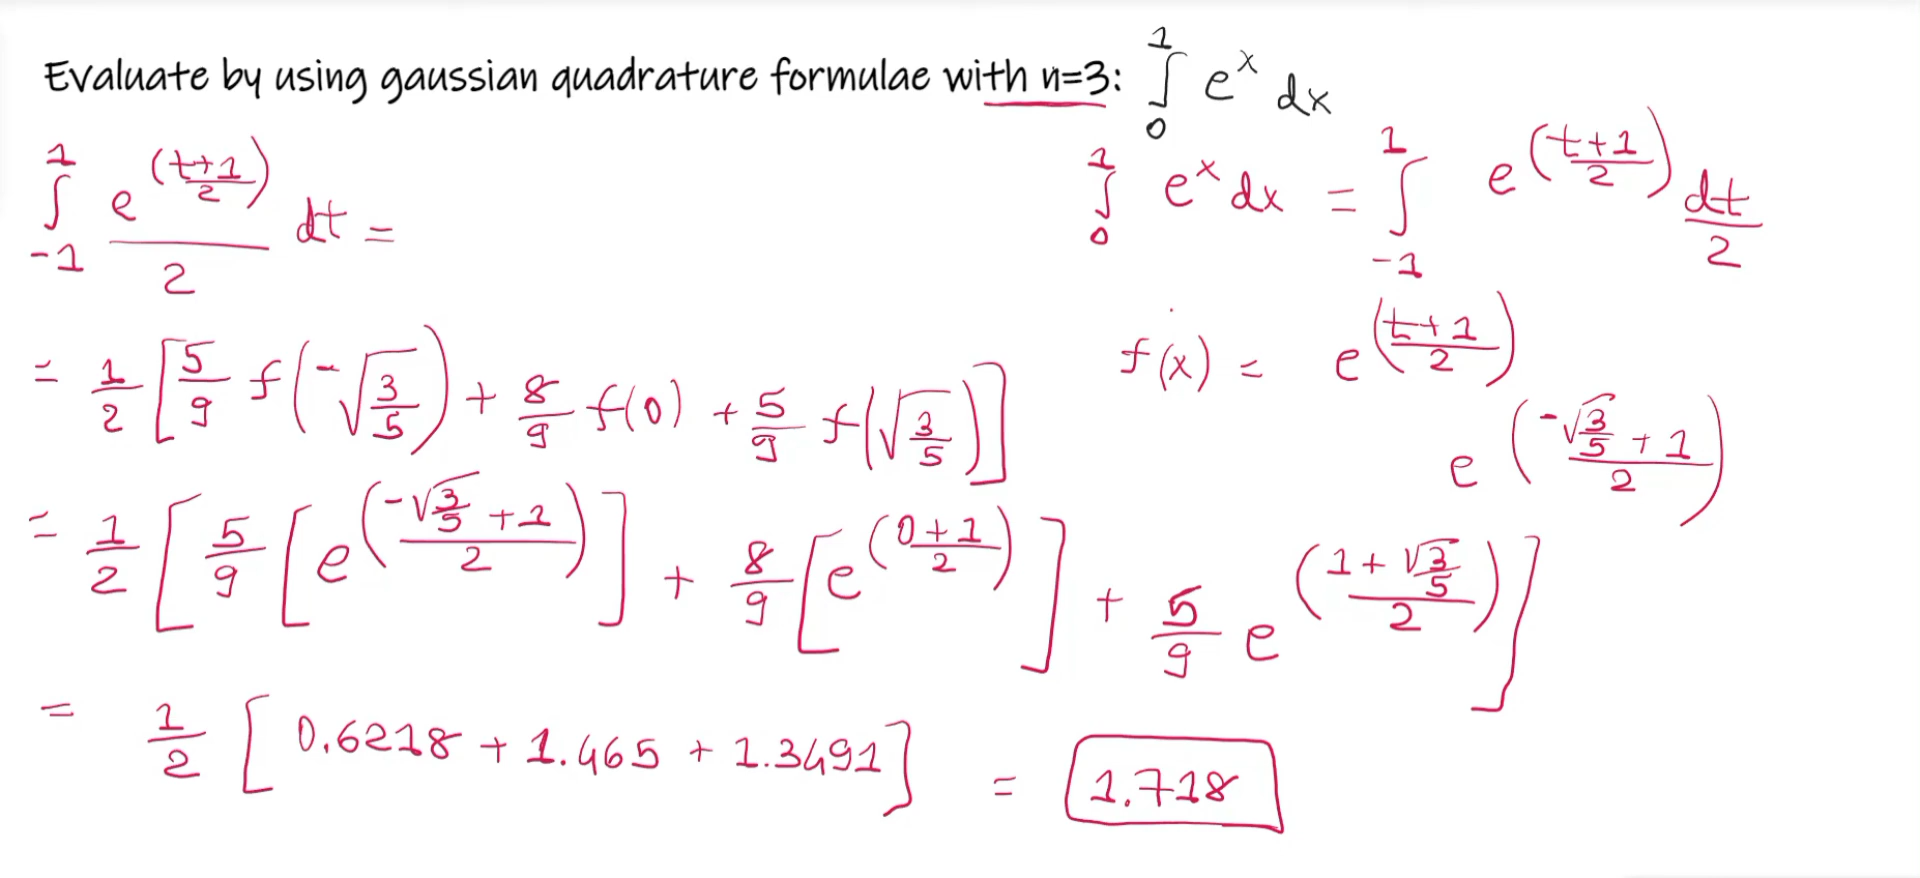 Evaluate by using gaussian quadrature formulae with n=3: ∫₀¹ eˣ dx
∫₋₁¹ e^((t+1)/2) / 2 dt =
∫₀¹ eˣ dx = ∫₋₁¹ e^((t+1)/2) dt/2
f(x) = e^((t+1)/2)
= 1/2 [5/9 f(-√(3/5)) + 8/9 f(0) + 5/9 f(√(3/5))]
e^((-√(3/5) + 1)/2)
= 1/2 [5/9 [e^((-√(3/5) + 1)/2)] + 8/9 [e^((0+1)/2)] + 5/9 e^((1+√(3/5))/2)]
= 1/2 [0.6218 + 1.465 + 1.3491] = 1.718